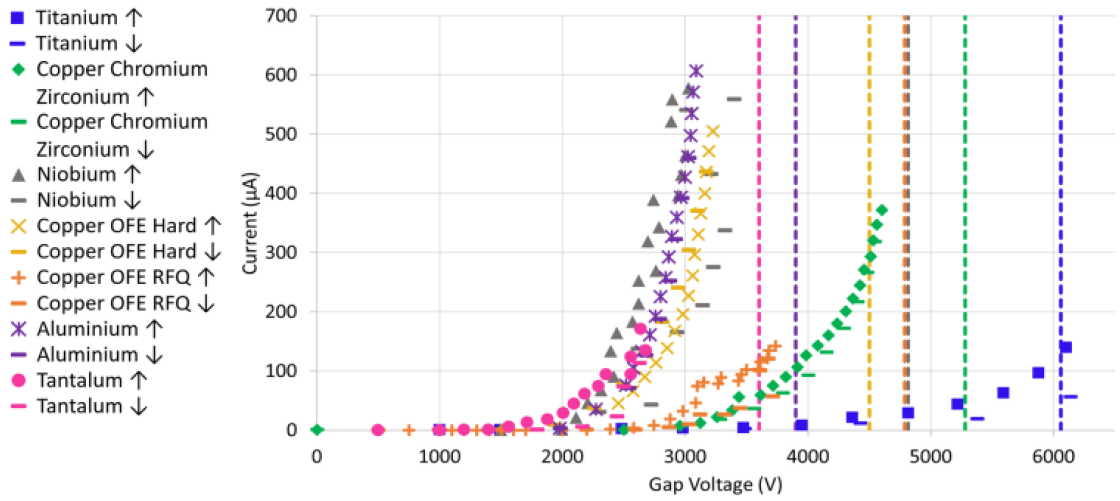 Titanium ↑
Titanium ↓
Copper Chromium
Zirconium ↑
Copper Chromium
Zirconium ↓
Niobium ↑
Niobium ↓
Copper OFE Hard ↑
Copper OFE Hard ↓
Copper OFE RFQ ↑
Copper OFE RFQ ↓
Aluminium ↑
Aluminium ↓
Tantalum ↑
Tantalum ↓
Current (µA)
700
600
500
400
300
200
100
0
0 1000 2000 3000 4000 5000 6000
Gap Voltage (V)